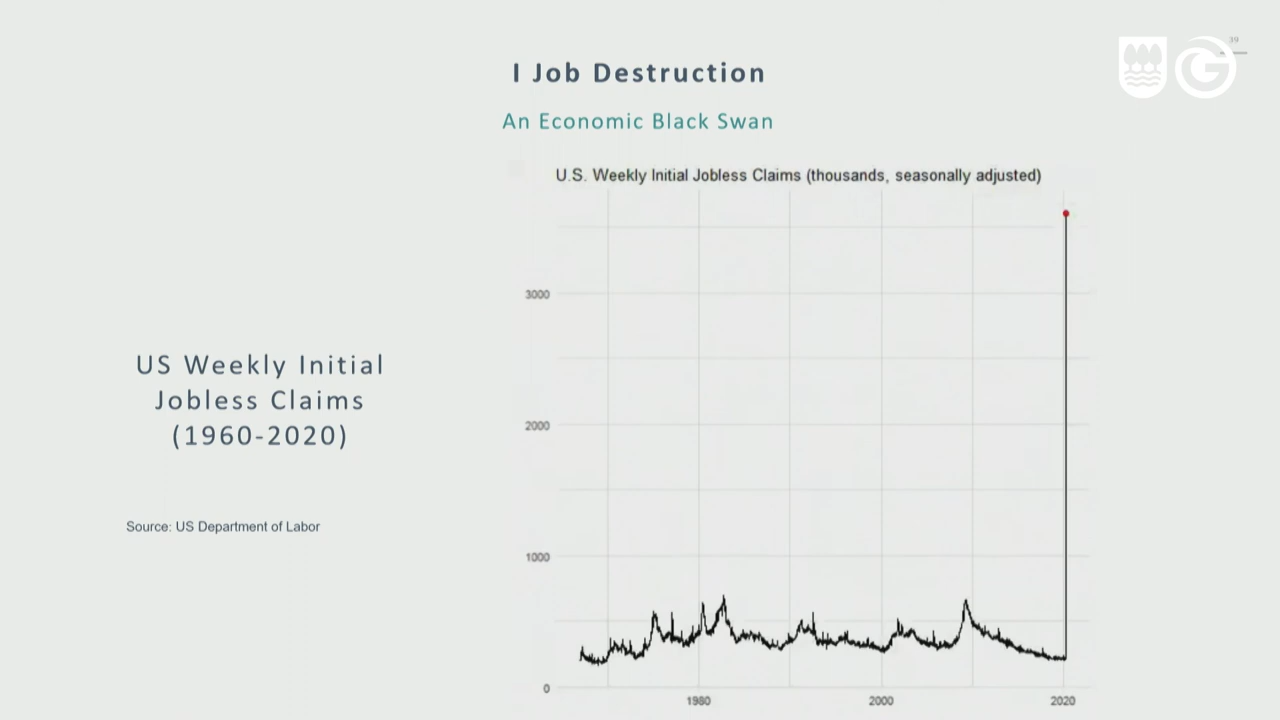 39
I Job Destruction
An Economic Black Swan
U.S. Weekly Initial Jobless Claims (thousands, seasonally adjusted)
3000
2000
1000
0
1980
2000
2020
US Weekly Initial
Jobless Claims
(1960-2020)
Source: US Department of Labor